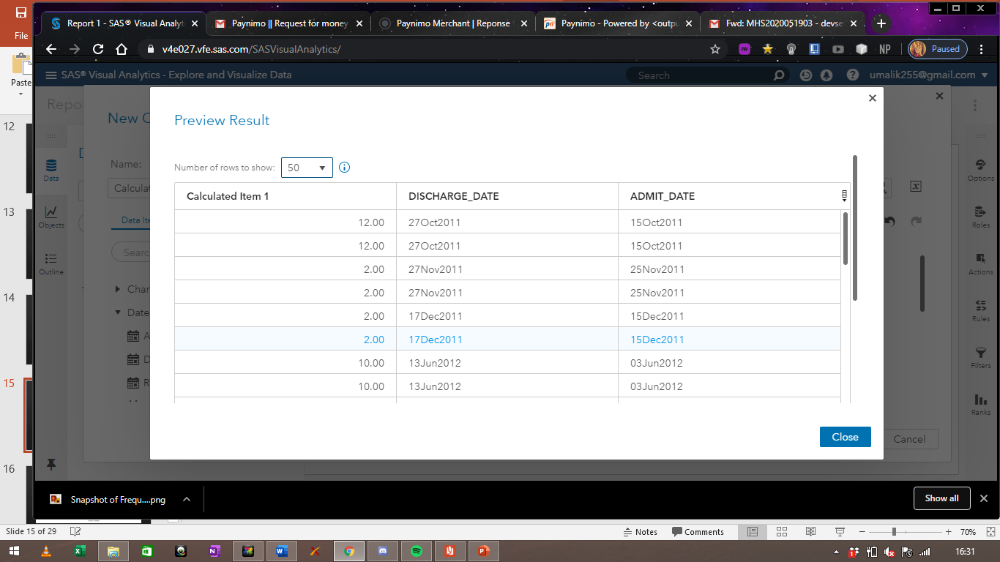 Report 1 - SAS® Visual Analyti
Paynimo || Request for money
Paynimo Merchant | Reponse
Paynimo - Powered by <outpu
Fwd: MHS2020051903 - devse
File
v4e027.vfe.sas.com/SASVisualAnalytics/
NP
Paused
Paste
SAS® Visual Analytics - Explore and Visualize Data
Search
umalik255@gmail.com
Repo
New C
Preview Result
12
Name:
Number of rows to show: 50
Data
Options
Calculat
Calculated Item 1 DISCHARGE_DATE ADMIT_DATE
13
Data Ite
12.00 27Oct2011 15Oct2011
Objects
Roles
12.00 27Oct2011 15Oct2011
Searc
2.00 27Nov2011 25Nov2011
Outline
Actions
Char
2.00 27Nov2011 25Nov2011
14
Date
2.00 17Dec2011 15Dec2011
Rules
A
2.00 17Dec2011 15Dec2011
D
10.00 13Jun2012 03Jun2012
Filters
15
R
10.00 13Jun2012 03Jun2012
Ranks
Close
Cancel
16
Snapshot of Frequ....png
Show all
Slide 15 of 29
Notes
Comments
70%
16:31